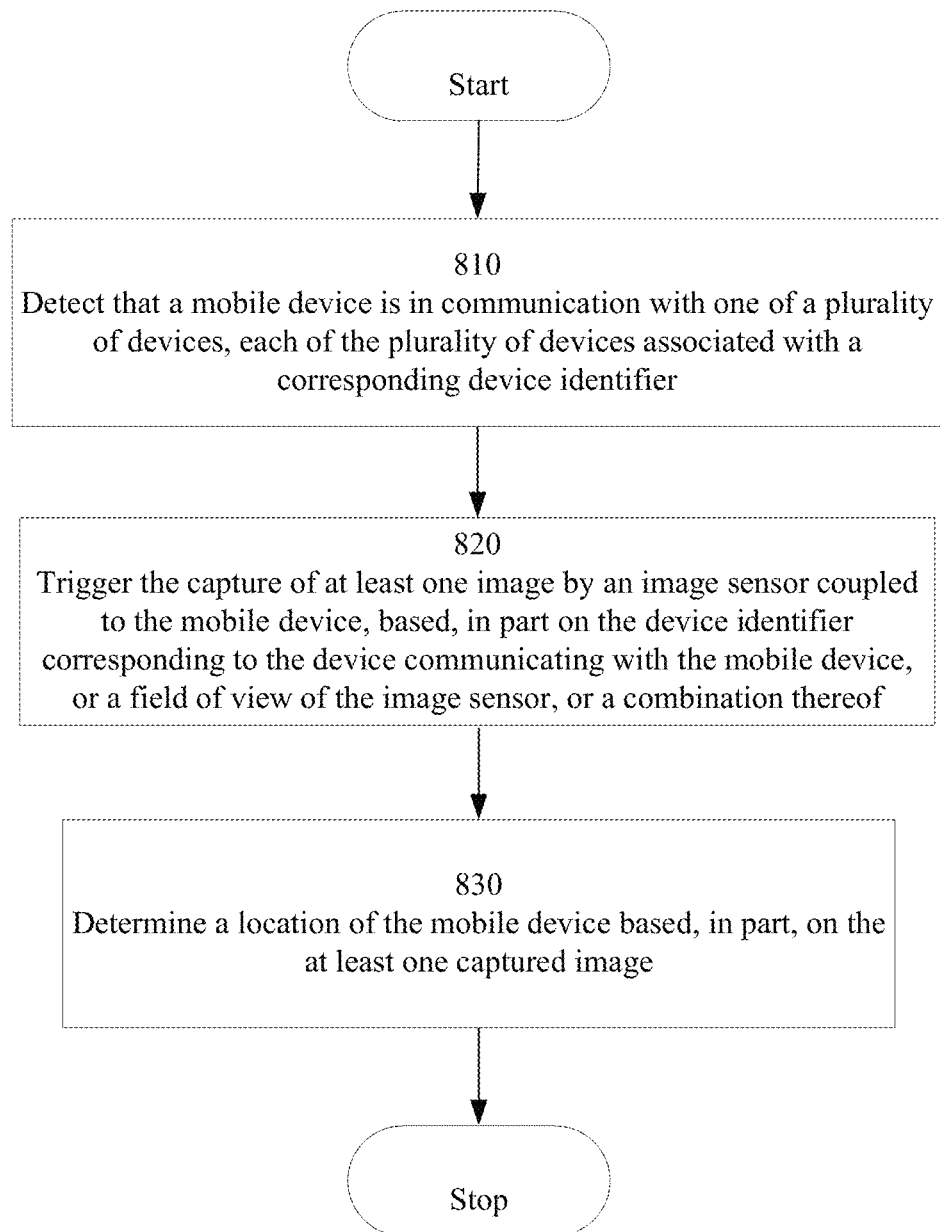 Start
810
Detect that a mobile device is in communication with one of a plurality
of devices, each of the plurality of devices associated with a
corresponding device identifier
820
Trigger the capture of at least one image by an image sensor coupled
to the mobile device, based, in part on the device identifier
corresponding to the device communicating with the mobile device,
or a field of view of the image sensor, or a combination thereof
830
Determine a location of the mobile device based, in part, on the
at least one captured image
Stop